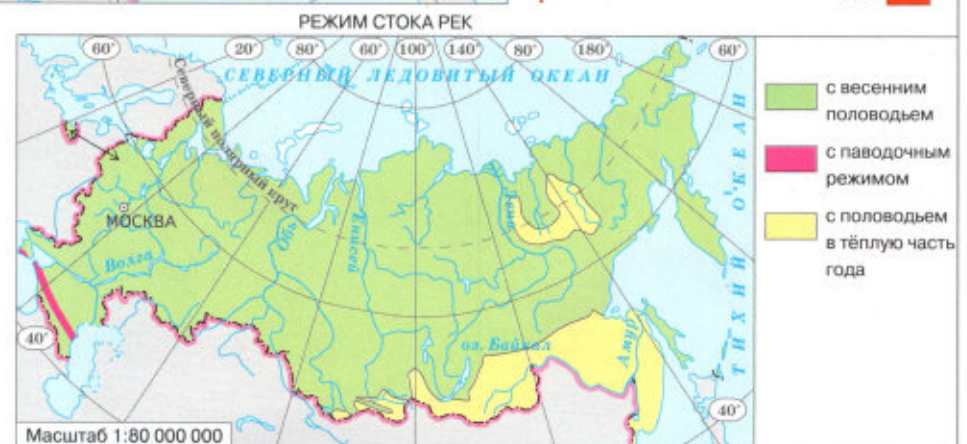 РЕЖИМ СТОКА РЕК
60° 20° 80° 60° 100° 140° 80° 180° 60°
СЕВЕРНЫЙ ЛЕДОВИТЫЙ ОКЕАН
Северный полярный круг
МОСКВА
Волга
Обь
Енисей
Лена
оз. Байкал
Амур
ТИХИЙ ОКЕАН
40°
40°
Масштаб 1:80 000 000
с весенним
половодьем
с паводочным
режимом
с половодьем
в тёплую часть
года